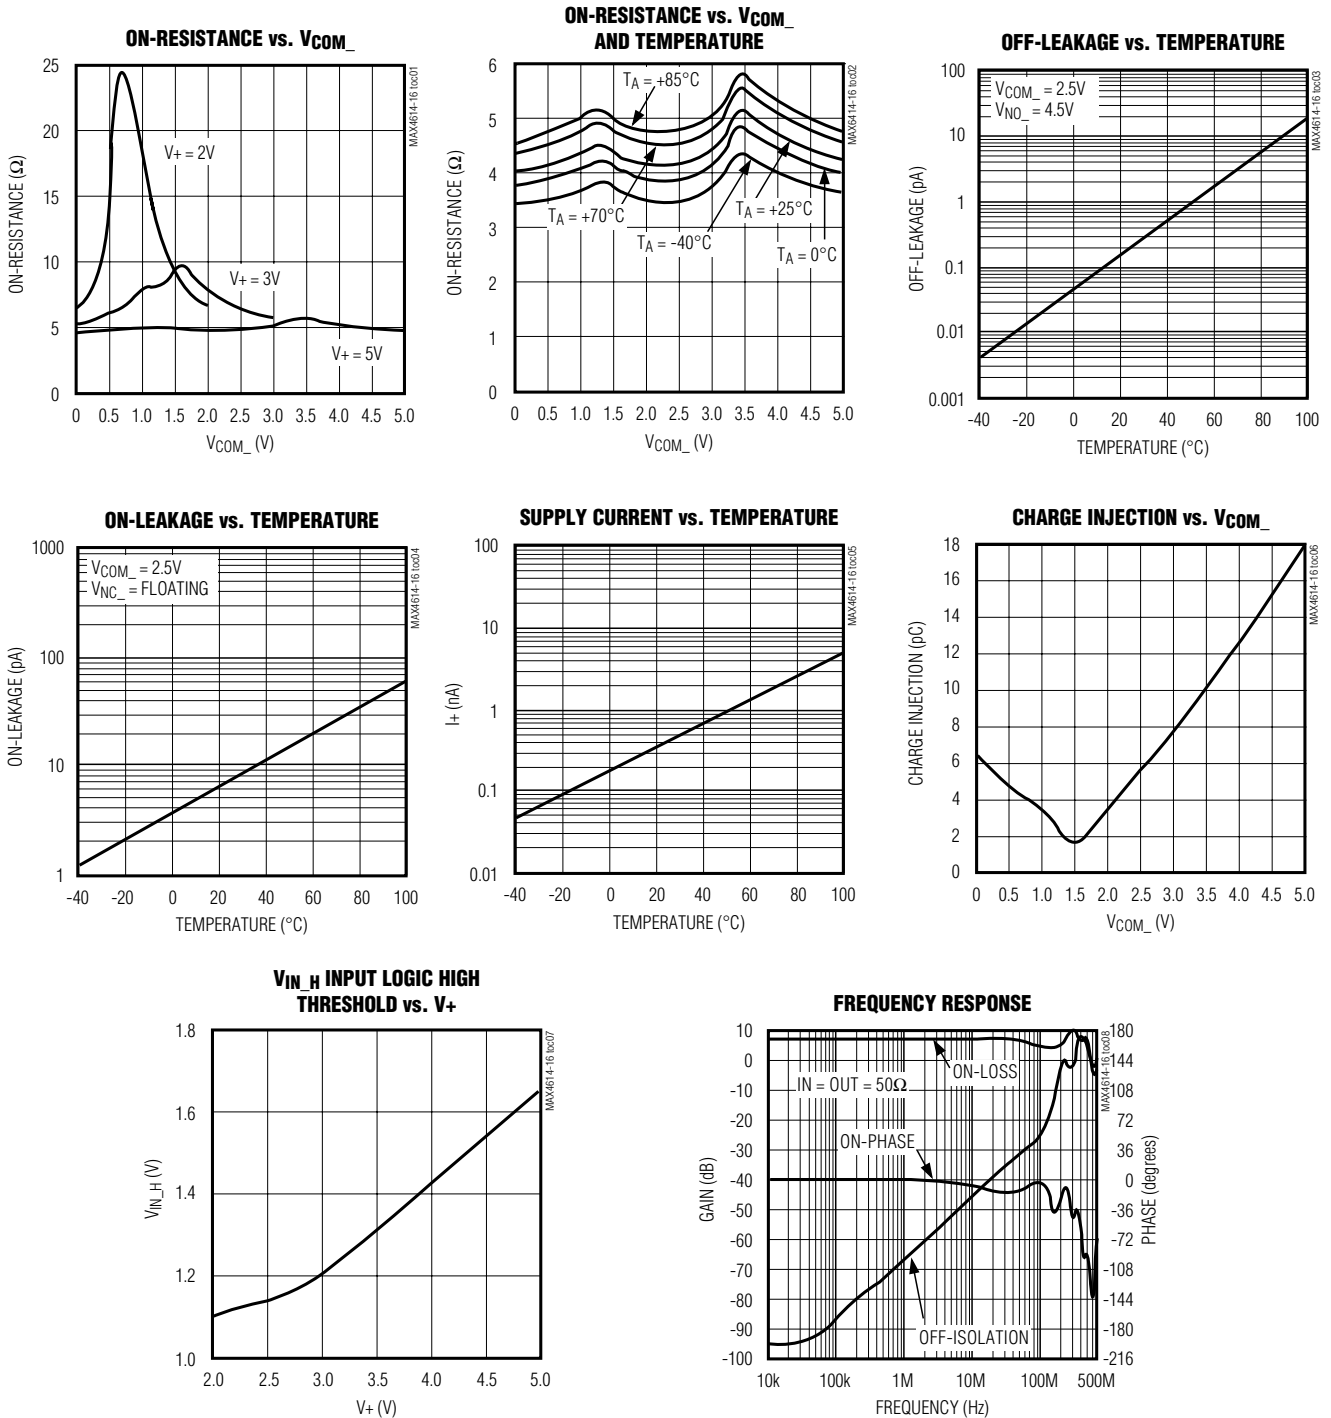 ON-RESISTANCE vs. VCOM_
25
20
15
10
5
0
ON-RESISTANCE (Ω)
V+ = 2V
V+ = 3V
V+ = 5V
0 0.5 1.0 1.5 2.0 2.5 3.0 3.5 4.0 4.5 5.0
VCOM_ (V)
MAX4614-16 toc01
ON-RESISTANCE vs. VCOM_
AND TEMPERATURE
6
5
4
3
2
1
0
ON-RESISTANCE (Ω)
TA = +85°C
TA = +70°C
TA = +25°C
TA = -40°C
TA = 0°C
0 0.5 1.0 1.5 2.0 2.5 3.0 3.5 4.0 4.5 5.0
VCOM_ (V)
MAX6414-16 toc02
OFF-LEAKAGE vs. TEMPERATURE
100
10
1
0.1
0.01
0.001
OFF-LEAKAGE (pA)
VCOM_ = 2.5V
VNO_ = 4.5V
-40 -20 0 20 40 60 80 100
TEMPERATURE (°C)
MAX4614-16 toc03
ON-LEAKAGE vs. TEMPERATURE
1000
100
10
1
ON-LEAKAGE (pA)
VCOM_ = 2.5V
VNC_ = FLOATING
-40 -20 0 20 40 60 80 100
TEMPERATURE (°C)
MAX4614-16 toc04
SUPPLY CURRENT vs. TEMPERATURE
100
10
1
0.1
0.01
I+ (nA)
-40 -20 0 20 40 60 80 100
TEMPERATURE (°C)
MAX4614-16 toc05
CHARGE INJECTION vs. VCOM_
18
16
14
12
10
8
6
4
2
0
CHARGE INJECTION (pC)
0 0.5 1.0 1.5 2.0 2.5 3.0 3.5 4.0 4.5 5.0
VCOM_ (V)
MAX4614-16 toc06
VIN_H INPUT LOGIC HIGH
THRESHOLD vs. V+
1.8
1.6
1.4
1.2
1.0
VIN_H (V)
2.0 2.5 3.0 3.5 4.0 4.5 5.0
V+ (V)
MAX4614-16 toc07
FREQUENCY RESPONSE
10
0
-10
-20
-30
-40
-50
-60
-70
-80
-90
-100
GAIN (dB)
IN = OUT = 50Ω
ON-LOSS
ON-PHASE
OFF-ISOLATION
180
144
108
72
36
0
-36
-72
-108
-144
-180
-216
PHASE (degrees)
10k 100k 1M 10M 100M 500M
FREQUENCY (Hz)
MAX4614-16 toc08